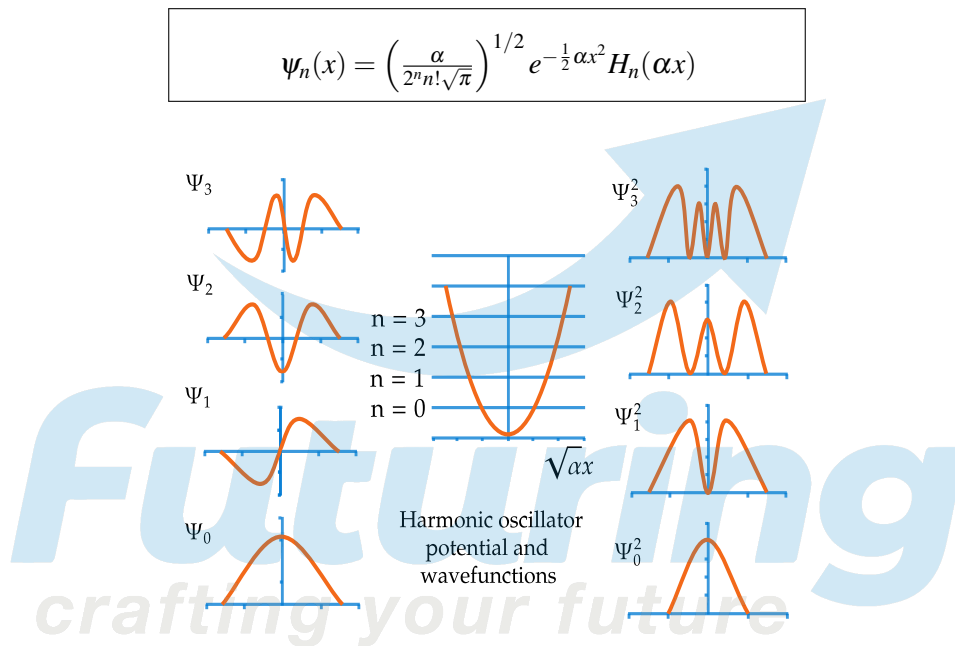 ψₙ(x) = (α / 2ⁿn!√π)^{1/2} e^{-½αx²} Hₙ(αx)
Ψ₃
Ψ₂
Ψ₁
Ψ₀
n = 3
n = 2
n = 1
n = 0
√αx
Harmonic oscillator
potential and
wavefunctions
Ψ₃²
Ψ₂²
Ψ₁²
Ψ₀²
Futuring
crafting your future